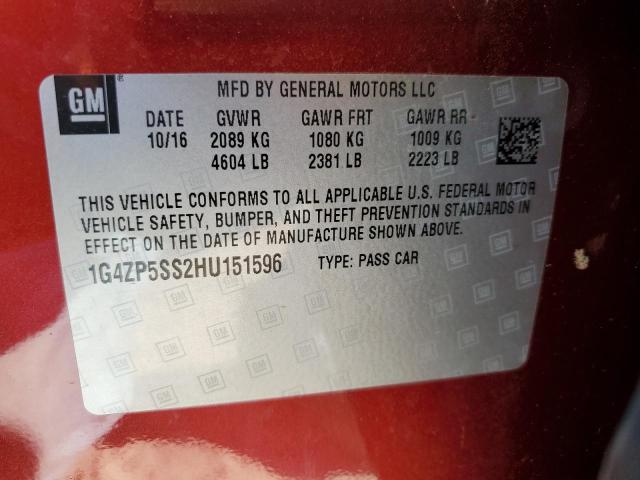 GM
MFD BY GENERAL MOTORS LLC
DATE GVWR GAWR FRT GAWR RR
10/16 2089 KG 1080 KG 1009 KG
4604 LB 2381 LB 2223 LB
THIS VEHICLE CONFORMS TO ALL APPLICABLE U.S. FEDERAL MOTOR
VEHICLE SAFETY, BUMPER, AND THEFT PREVENTION STANDARDS IN
EFFECT ON THE DATE OF MANUFACTURE SHOWN ABOVE.
1G4ZP5SS2HU151596 TYPE: PASS CAR